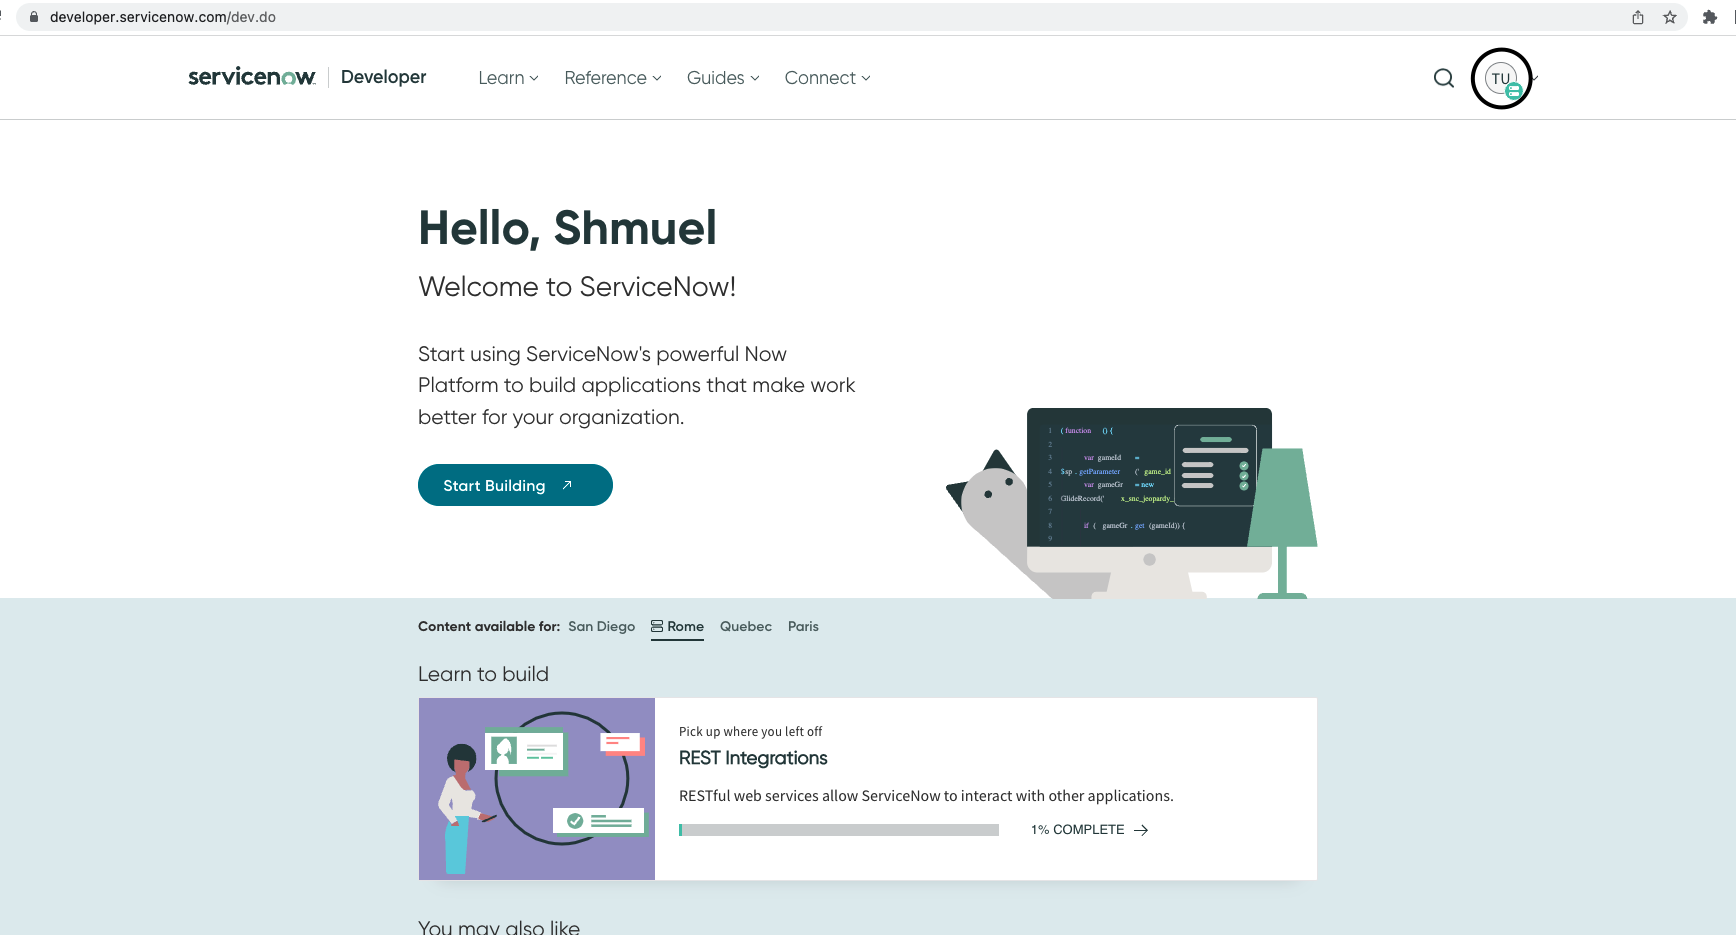 developer.servicenow.com/dev.do
servicenow Developer Learn Reference Guides Connect TU
Hello, Shmuel
Welcome to ServiceNow!
Start using ServiceNow's powerful Now
Platform to build applications that make work
better for your organization.
Start Building
1 ( function () {
2
3 var gameId =
4 $sp . getParameter (' game_id
5 var gameGr = new
6 GlideRecord(' x_snc_jeopardy_
7
8 if ( gameGr . get (gameId)) {
9
Content available for: San Diego Rome Quebec Paris
Learn to build
Pick up where you left off
REST Integrations
RESTful web services allow ServiceNow to interact with other applications.
1% COMPLETE
You may also like